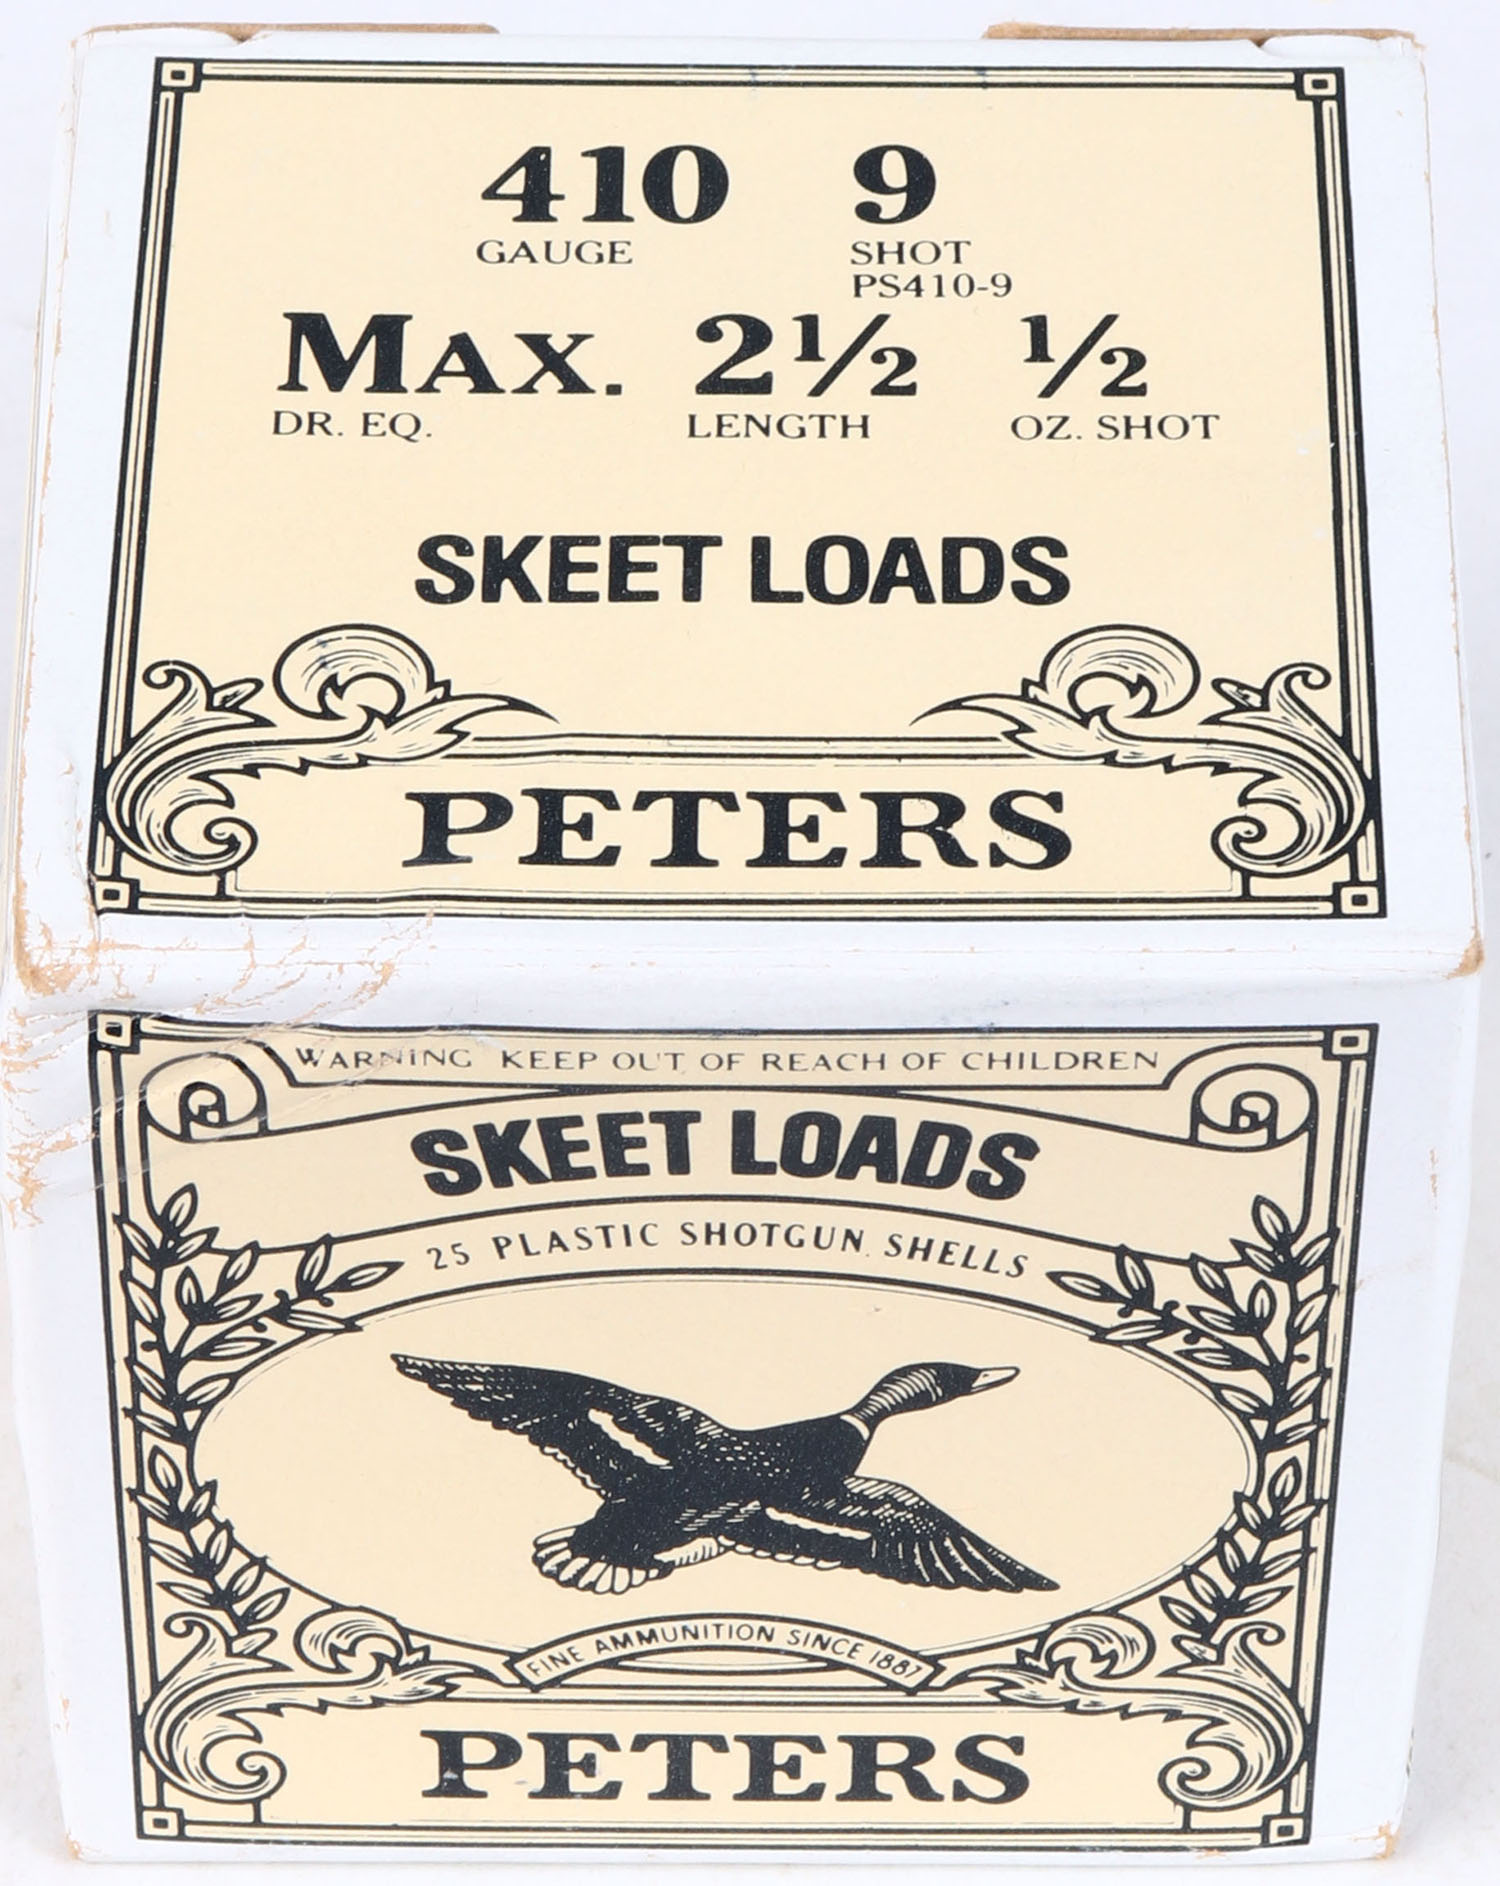 410 9
GAUGE SHOT
PS410-9
MAX. 2½ ½
DR. EQ. LENGTH OZ. SHOT
SKEET LOADS
PETERS
WARNING KEEP OUT OF REACH OF CHILDREN
SKEET LOADS
25 PLASTIC SHOTGUN SHELLS
FINE AMMUNITION SINCE 1887
PETERS